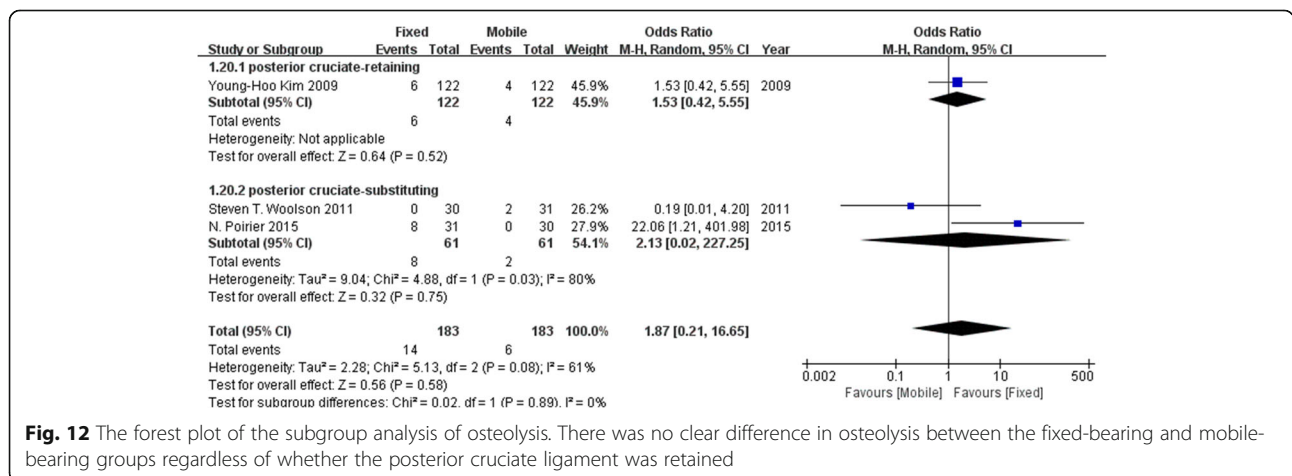 Fixed Mobile Odds Ratio Odds Ratio
Study or Subgroup Events Total Events Total Weight M-H, Random, 95% CI Year M-H, Random, 95% CI
1.20.1 posterior cruciate-retaining
Young-Hoo Kim 2009 6 122 4 122 45.9% 1.53 [0.42, 5.55] 2009
Subtotal (95% CI) 122 122 45.9% 1.53 [0.42, 5.55]
Total events 6 4
Heterogeneity: Not applicable
Test for overall effect: Z = 0.64 (P = 0.52)
1.20.2 posterior cruciate-substituting
Steven T. Woolson 2011 0 30 2 31 26.2% 0.19 [0.01, 4.20] 2011
N. Poirier 2015 8 31 0 30 27.9% 22.06 [1.21, 401.98] 2015
Subtotal (95% CI) 61 61 54.1% 2.13 [0.02, 227.25]
Total events 8 2
Heterogeneity: Tau² = 9.04; Chi² = 4.88, df = 1 (P = 0.03); I² = 80%
Test for overall effect: Z = 0.32 (P = 0.75)
Total (95% CI) 183 183 100.0% 1.87 [0.21, 16.65]
Total events 14 6
Heterogeneity: Tau² = 2.28; Chi² = 5.13, df = 2 (P = 0.08); I² = 61%
Test for overall effect: Z = 0.56 (P = 0.58)
Test for subgroup differences: Chi² = 0.02, df = 1 (P = 0.89), I² = 0%
0.002 0.1 1 10 500
Favours [Mobile] Favours [Fixed]
Fig. 12 The forest plot of the subgroup analysis of osteolysis. There was no clear difference in osteolysis between the fixed-bearing and mobile-
bearing groups regardless of whether the posterior cruciate ligament was retained